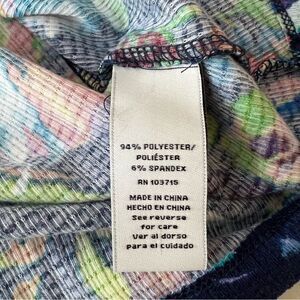 94% POLYESTER/
POLIÉSTER
6% SPANDEX
RN 103715
MADE IN CHINA
HECHO EN CHINA
See reverse
for care
Ver al dorso
para el cuidado